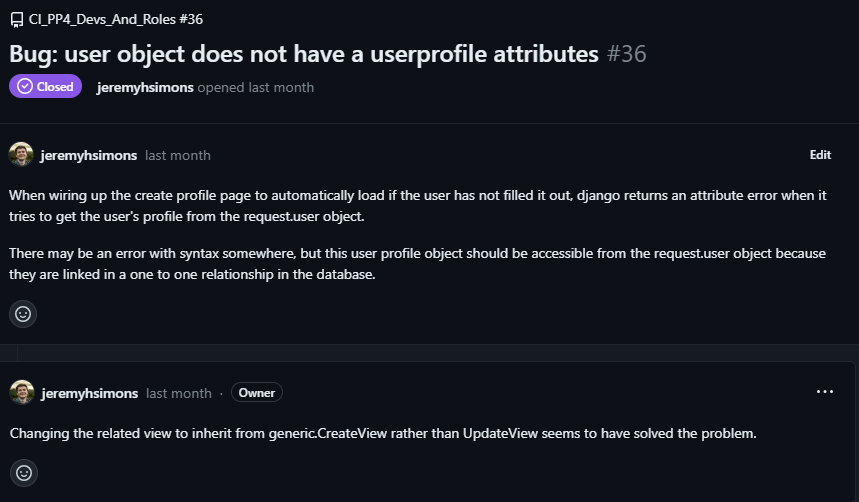 CI_PP4_Devs_And_Roles #36
Bug: user object does not have a userprofile attributes #36
Closed jeremyhsimons opened last month
jeremyhsimons last month Edit
When wiring up the create profile page to automatically load if the user has not filled it out, django returns an attribute error when it
tries to get the user's profile from the request.user object.
There may be an error with syntax somewhere, but this user profile object should be accessible from the request.user object because
they are linked in a one to one relationship in the database.
jeremyhsimons last month · Owner
Changing the related view to inherit from generic.CreateView rather than UpdateView seems to have solved the problem.